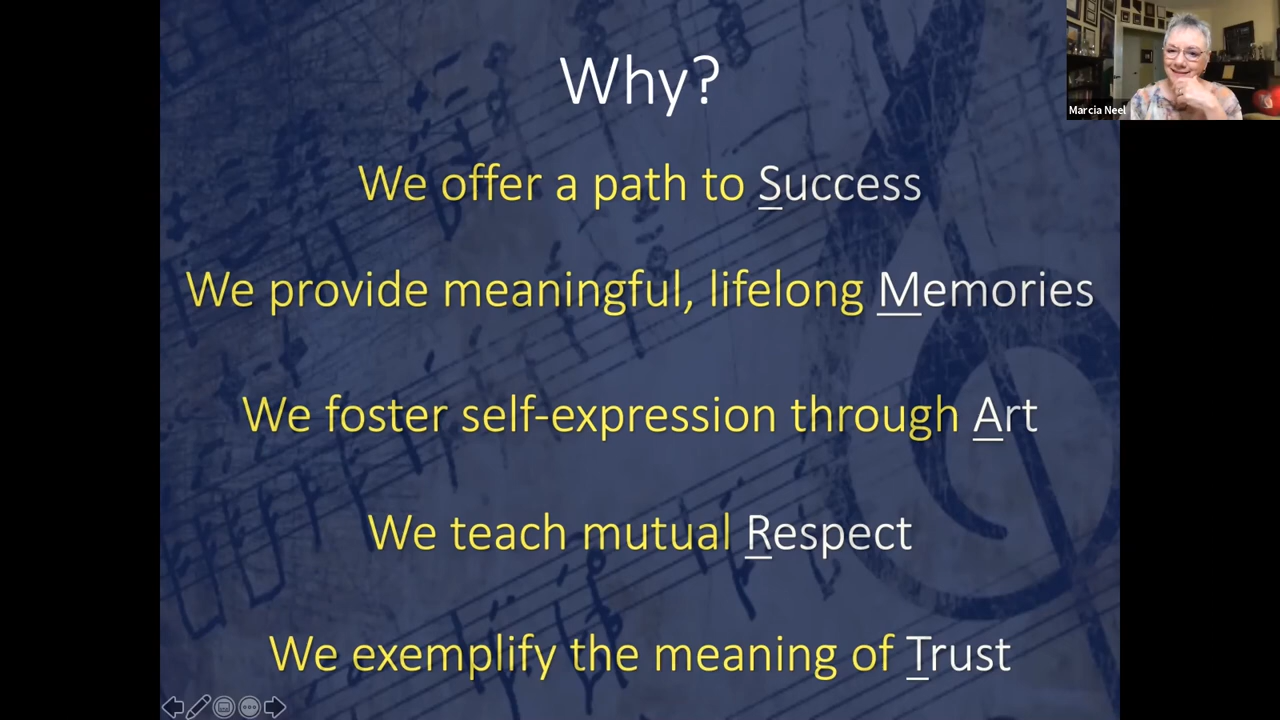 Why?
Marcia Neel
We offer a path to Success
We provide meaningful, lifelong Memories
We foster self-expression through Art
We teach mutual Respect
We exemplify the meaning of Trust